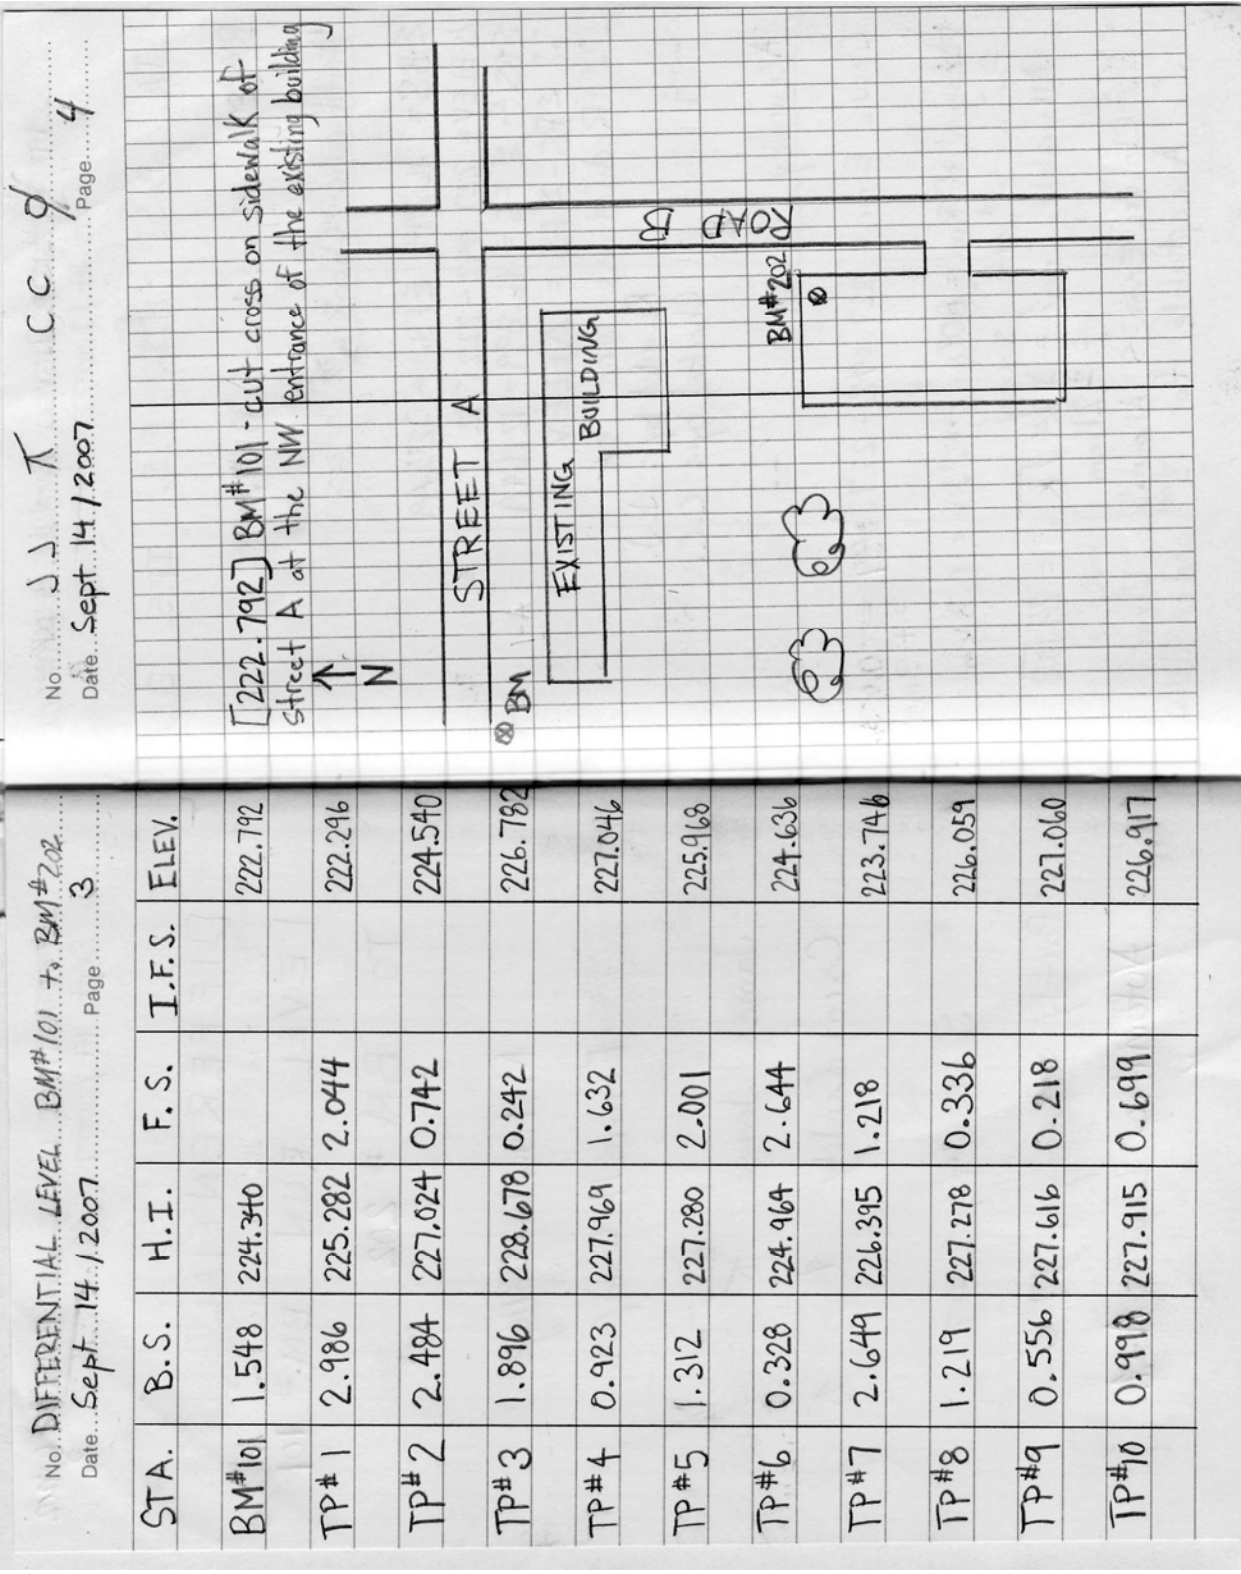 No. DIFFERENTIAL LEVEL BM#101 to BM#202
Date Sept 14/2007 Page 3
STA. B.S. H.I. F.S. I.F.S. ELEV.
BM#101 1.548 224.340 222.792
TP#1 2.986 225.282 2.044 222.296
TP#2 2.484 227.024 0.742 224.540
TP#3 1.896 228.678 0.242 226.782
TP#4 0.923 227.969 1.632 227.046
TP#5 1.312 227.280 2.001 225.968
TP#6 0.328 224.964 2.644 224.636
TP#7 2.649 226.395 1.218 223.746
TP#8 1.219 227.278 0.336 226.059
TP#9 0.556 227.616 0.218 227.060
TP#10 0.998 227.915 0.699 226.917
No. JJ π CC
Date Sept 14/2007 Page 4
[222.792] BM#101 - cut cross on sidewalk of
Street A at the NW entrance of the existing building
N
STREET A
BM
EXISTING
BUILDING
ROAD B
BM#202